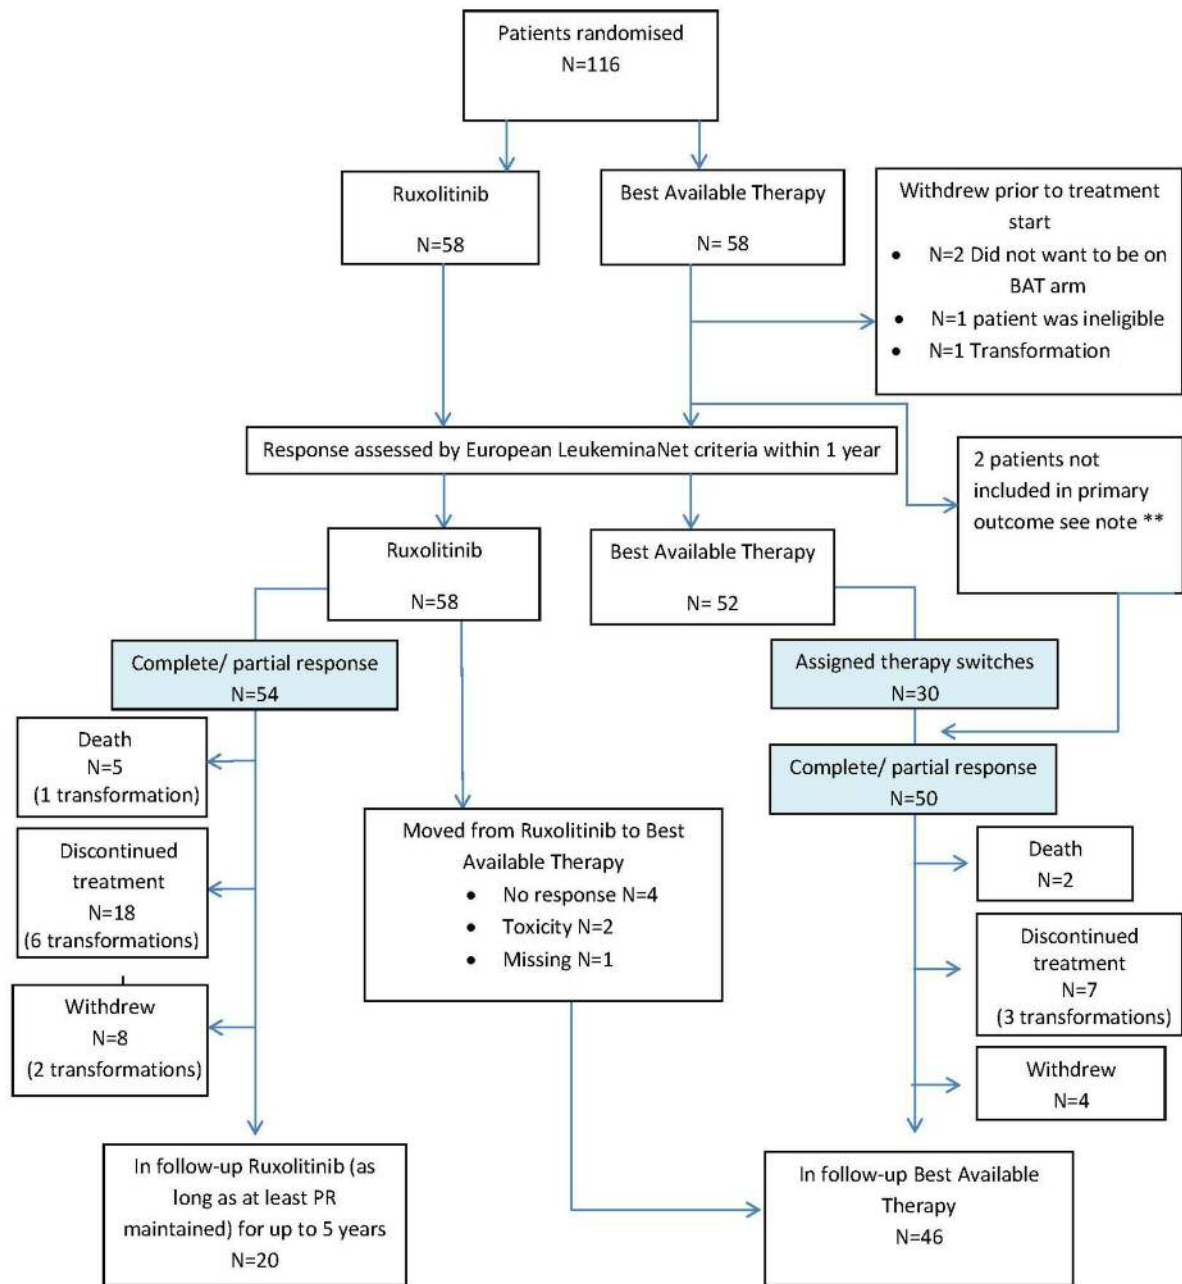 Patients randomised
N=116
Ruxolitinib
N=58
Best Available Therapy
N= 58
Withdrew prior to treatment
start
• N=2 Did not want to be on
BAT arm
• N=1 patient was ineligible
• N=1 Transformation
Response assessed by European LeukeminaNet criteria within 1 year
2 patients not
included in primary
outcome see note **
Ruxolitinib
N=58
Best Available Therapy
N= 52
Complete/ partial response
N=54
Assigned therapy switches
N=30
Death
N=5
(1 transformation)
Complete/ partial response
N=50
Discontinued
treatment
N=18
(6 transformations)
Moved from Ruxolitinib to Best
Available Therapy
• No response N=4
• Toxicity N=2
• Missing N=1
Death
N=2
Discontinued
treatment
N=7
(3 transformations)
Withdrew
N=8
(2 transformations)
Withdrew
N=4
In follow-up Ruxolitinib (as
long as at least PR
maintained) for up to 5 years
N=20
In follow-up Best Available
Therapy
N=46